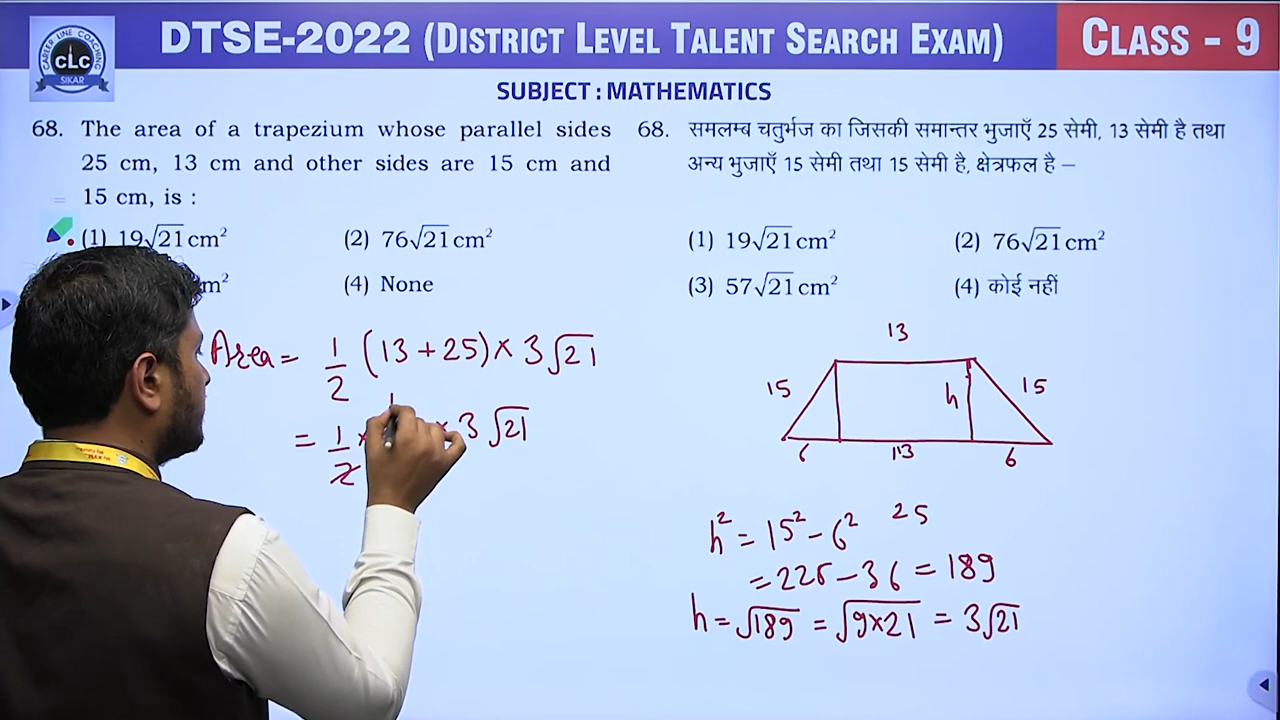 CAREER LINE COACHING
CLC
SIKAR
DTSE-2022 (DISTRICT LEVEL TALENT SEARCH EXAM)
CLASS - 9
SUBJECT : MATHEMATICS
68. The area of a trapezium whose parallel sides
25 cm, 13 cm and other sides are 15 cm and
15 cm, is :
(1) 19√21 cm² (2) 76√21 cm²
m² (4) None
68. समलम्ब चतुर्भज का जिसकी समान्तर भुजाएँ 25 सेमी, 13 सेमी है तथा
अन्य भुजाएँ 15 सेमी तथा 15 सेमी है, क्षेत्रफल है –
(1) 19√21 cm² (2) 76√21 cm²
(3) 57√21 cm² (4) कोई नहीं
Area = 1/2 (13 + 25) × 3√21
= 1/2 × × 3√21
13
15 h 15
6 13 6
25
h² = 15² - 6²
= 225 - 36 = 189
h = √189 = √9×21 = 3√21